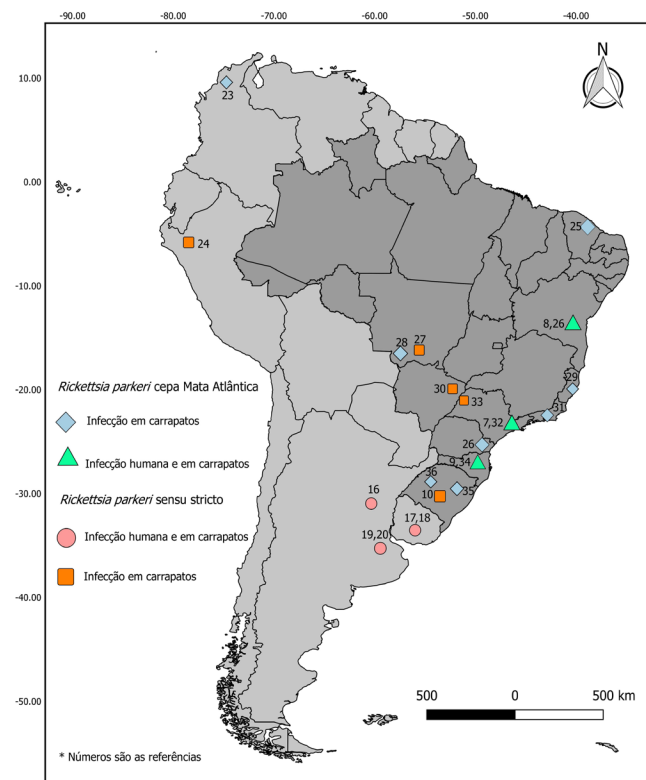 -90.00 -80.00 -70.00 -60.00 -50.00 -40.00
N
10.00
23
0.00
25
24
-10.00
8,26
28 27
-20.00
30 29
33 31
7,32
26
9,34
36
-30.00
16 10 35
17,18
19,20
-40.00
-50.00
Rickettsia parkeri cepa Mata Atlântica
Infecção em carrapatos
Infecção humana e em carrapatos
Rickettsia parkeri sensu stricto
Infecção humana e em carrapatos
Infecção em carrapatos
500 0 500 km
* Números são as referências